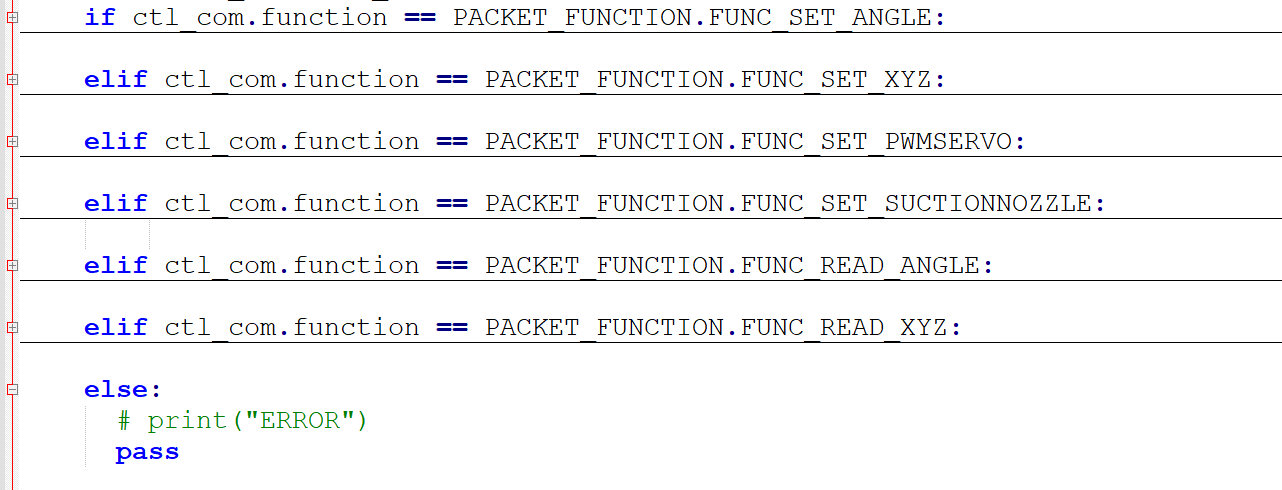 if ctl_com.function == PACKET_FUNCTION.FUNC_SET_ANGLE:
elif ctl_com.function == PACKET_FUNCTION.FUNC_SET_XYZ:
elif ctl_com.function == PACKET_FUNCTION.FUNC_SET_PWMSERVO:
elif ctl_com.function == PACKET_FUNCTION.FUNC_SET_SUCTIONNOZZLE:
elif ctl_com.function == PACKET_FUNCTION.FUNC_READ_ANGLE:
elif ctl_com.function == PACKET_FUNCTION.FUNC_READ_XYZ:
else:
# print("ERROR")
pass